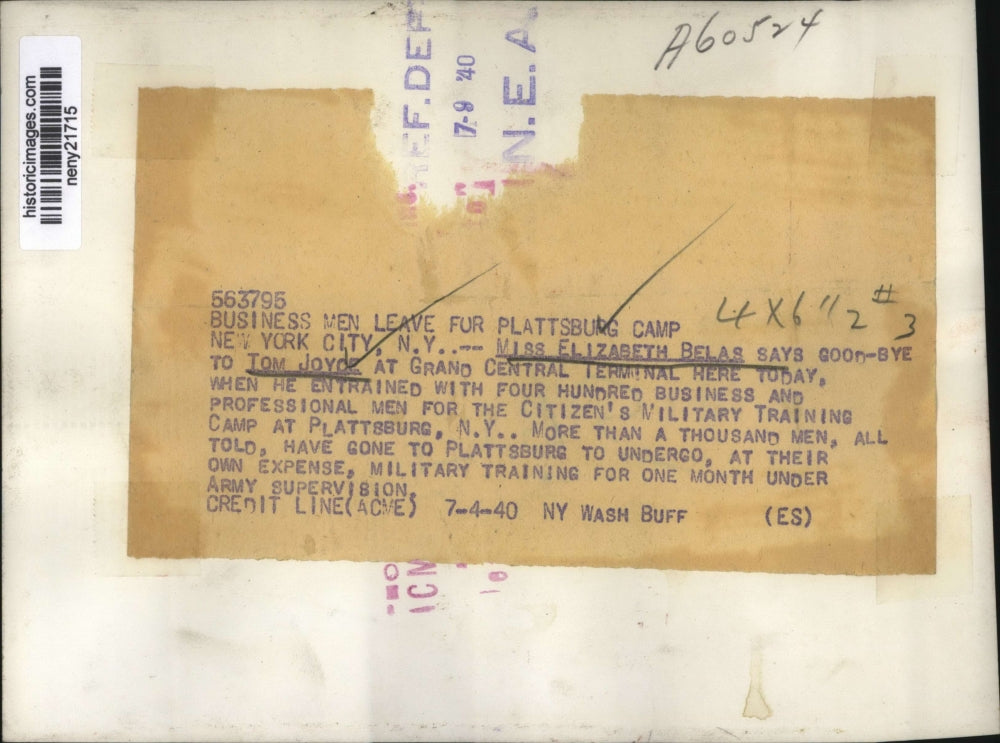 A60524
historicimages.com
neny21715
REF.DEPT
7-9 '40
N.E.A.
563795
BUSINESS MEN LEAVE FOR PLATTSBURG CAMP
4 X 6 1/2 # 3
NEW YORK CITY, N.Y..-- MISS ELIZABETH BELAS SAYS GOOD-BYE
TO TOM JOYCE AT GRAND CENTRAL TERMINAL HERE TODAY,
WHEN HE ENTRAINED WITH FOUR HUNDRED BUSINESS AND
PROFESSIONAL MEN FOR THE CITIZEN'S MILITARY TRAINING
CAMP AT PLATTSBURG, N.Y.. MORE THAN A THOUSAND MEN, ALL
TOLD, HAVE GONE TO PLATTSBURG TO UNDERGO, AT THEIR
OWN EXPENSE, MILITARY TRAINING FOR ONE MONTH UNDER
ARMY SUPERVISION.
CREDIT LINE(ACME) 7-4-40 NY WASH BUFF (ES)